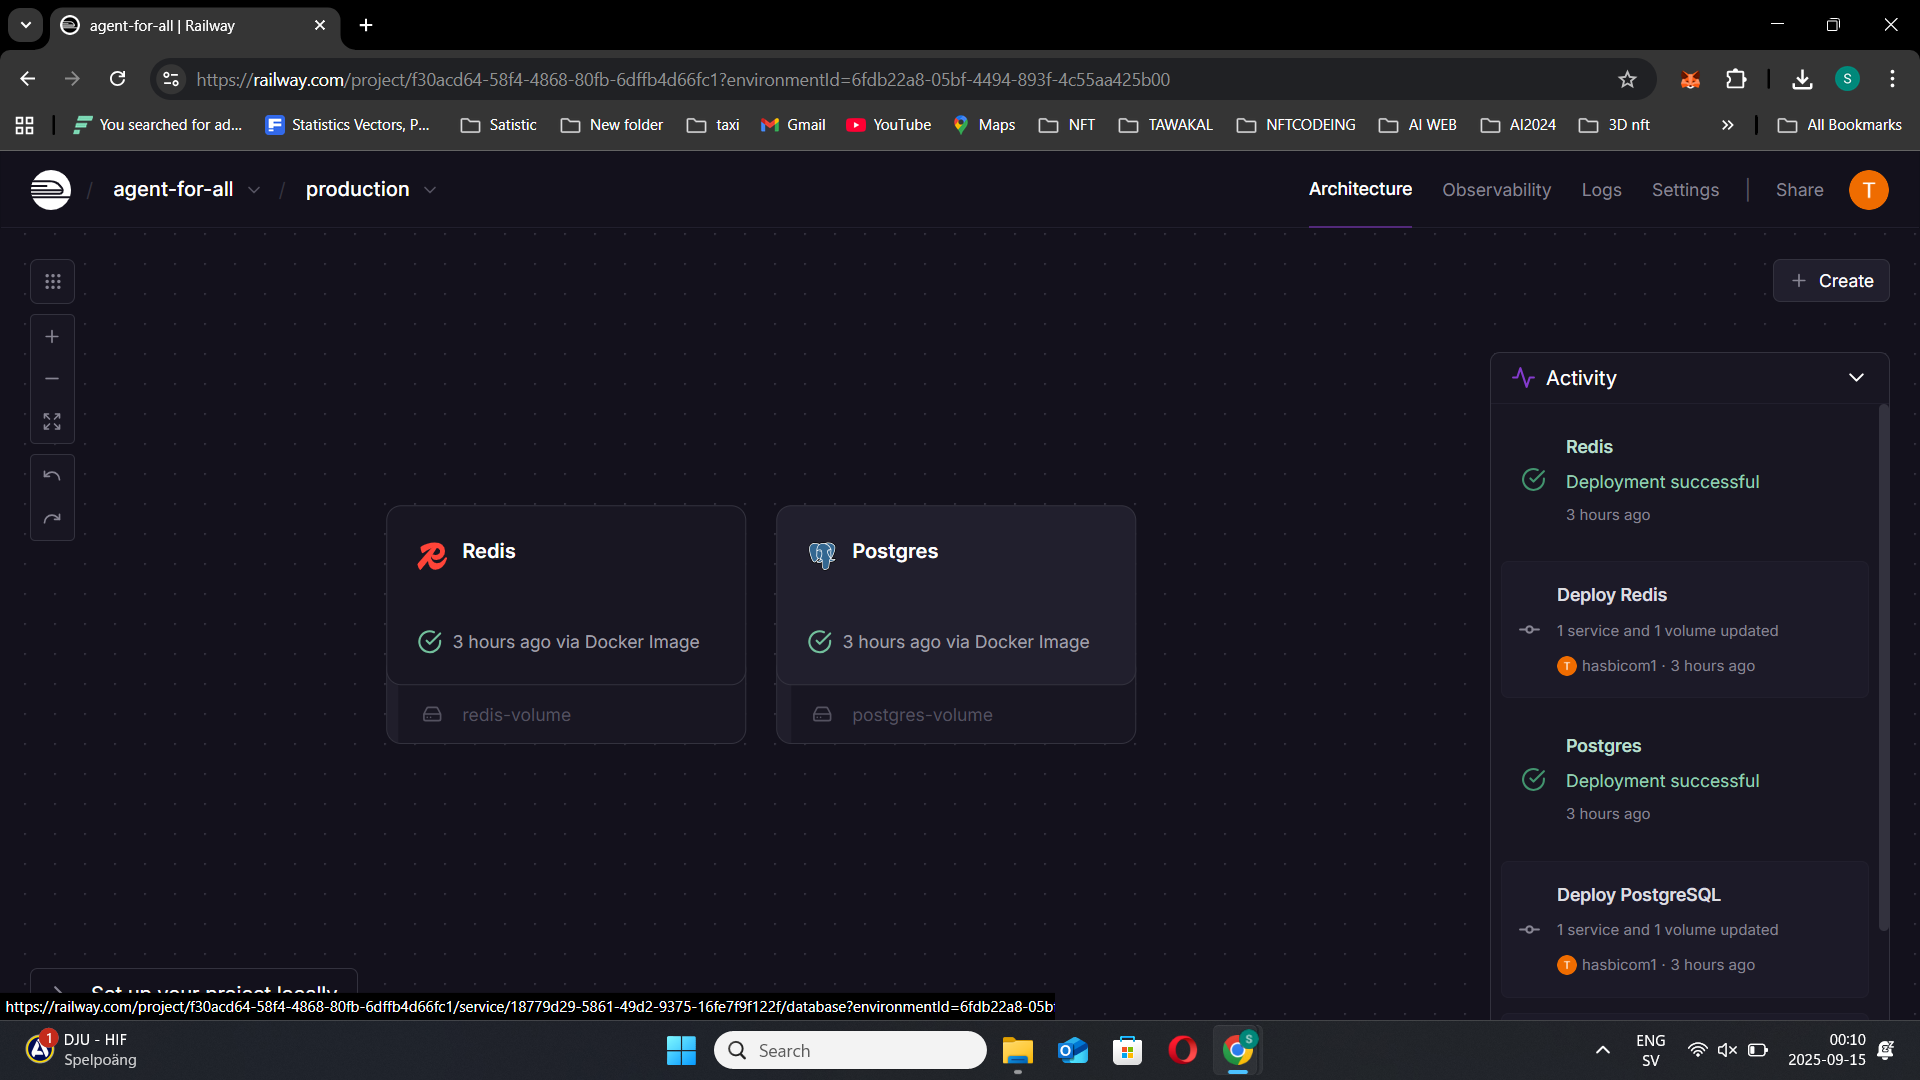 agent-for-all | Railway
https://railway.com/project/f30acd64-58f4-4868-80fb-6dffb4d66fc1?environmentId=6fdb22a8-05bf-4494-893f-4c55aa425b00
S
You searched for ad...
Statistics Vectors, P...
Satistic
New folder
taxi
Gmail
YouTube
Maps
NFT
TAWAKAL
NFTCODEING
AI WEB
AI2024
3D nft
All Bookmarks
/ agent-for-all / production
Architecture
Observability
Logs
Settings
Share
T
Create
Activity
Redis
Deployment successful
3 hours ago
Deploy Redis
1 service and 1 volume updated
T hasbicom1 · 3 hours ago
Postgres
Deployment successful
3 hours ago
Deploy PostgreSQL
1 service and 1 volume updated
T hasbicom1 · 3 hours ago
Redis
3 hours ago via Docker Image
redis-volume
Postgres
3 hours ago via Docker Image
postgres-volume
Set up your project locally
https://railway.com/project/f30acd64-58f4-4868-80fb-6dffb4d66fc1/service/18779d29-5861-49d2-9375-16fe7f9f122f/database?environmentId=6fdb22a8-05b
1
DJU - HIF
Spelpoäng
Search
S
ENG
SV
00:10
2025-09-15